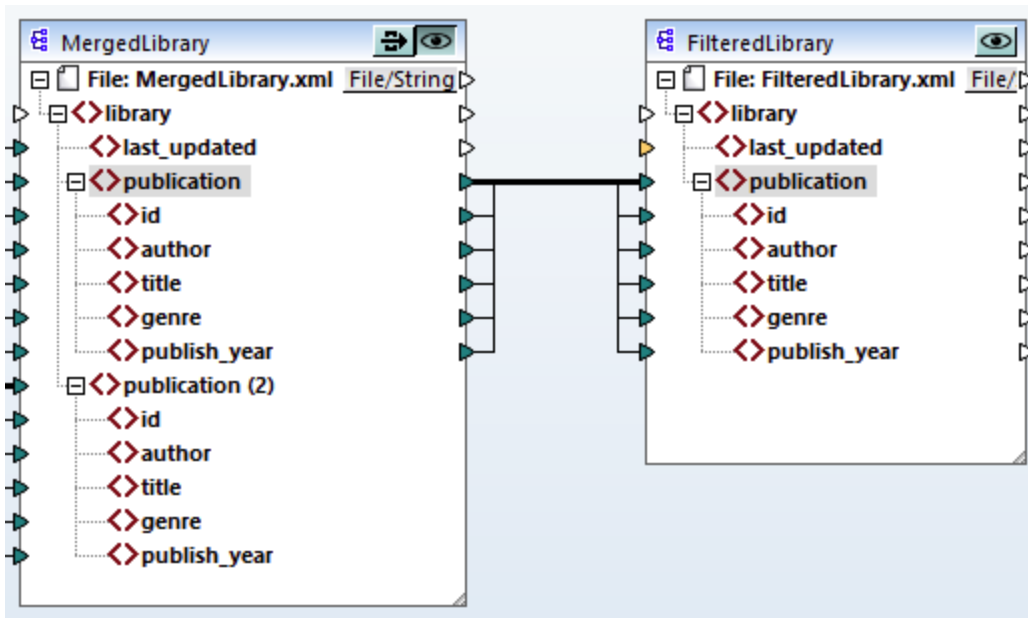 MergedLibrary
File: MergedLibrary.xml File/String
library
last_updated
publication
id
author
title
genre
publish_year
publication (2)
id
author
title
genre
publish_year
FilteredLibrary
File: FilteredLibrary.xml File/
library
last_updated
publication
id
author
title
genre
publish_year